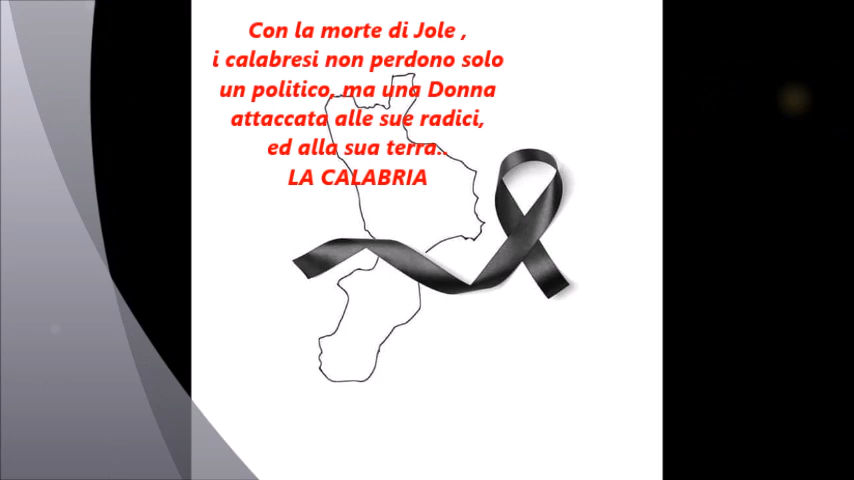 Con la morte di Jole ,
i calabresi non perdono solo
un politico, ma una Donna
attaccata alle sue radici,
ed alla sua terra..
LA CALABRIA